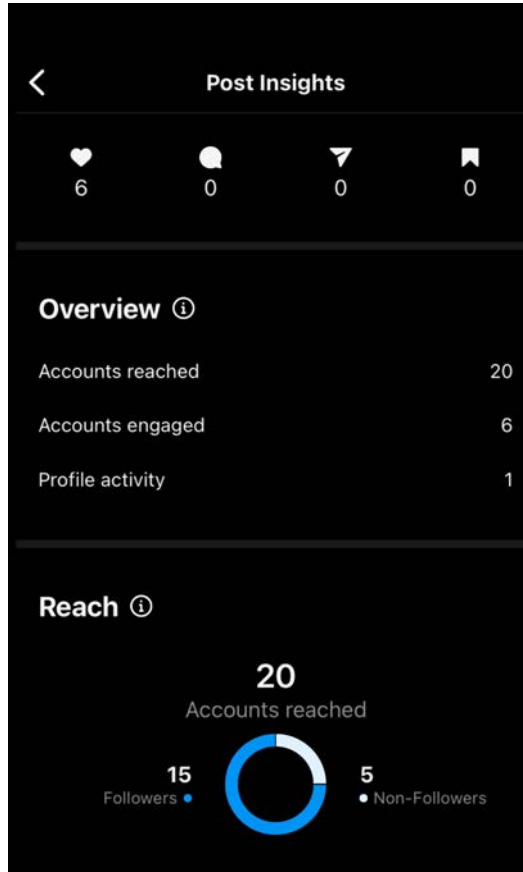 Post Insights
6 0 0 0
Overview
Accounts reached 20
Accounts engaged 6
Profile activity 1
Reach
20
Accounts reached
15 5
Followers Non-Followers